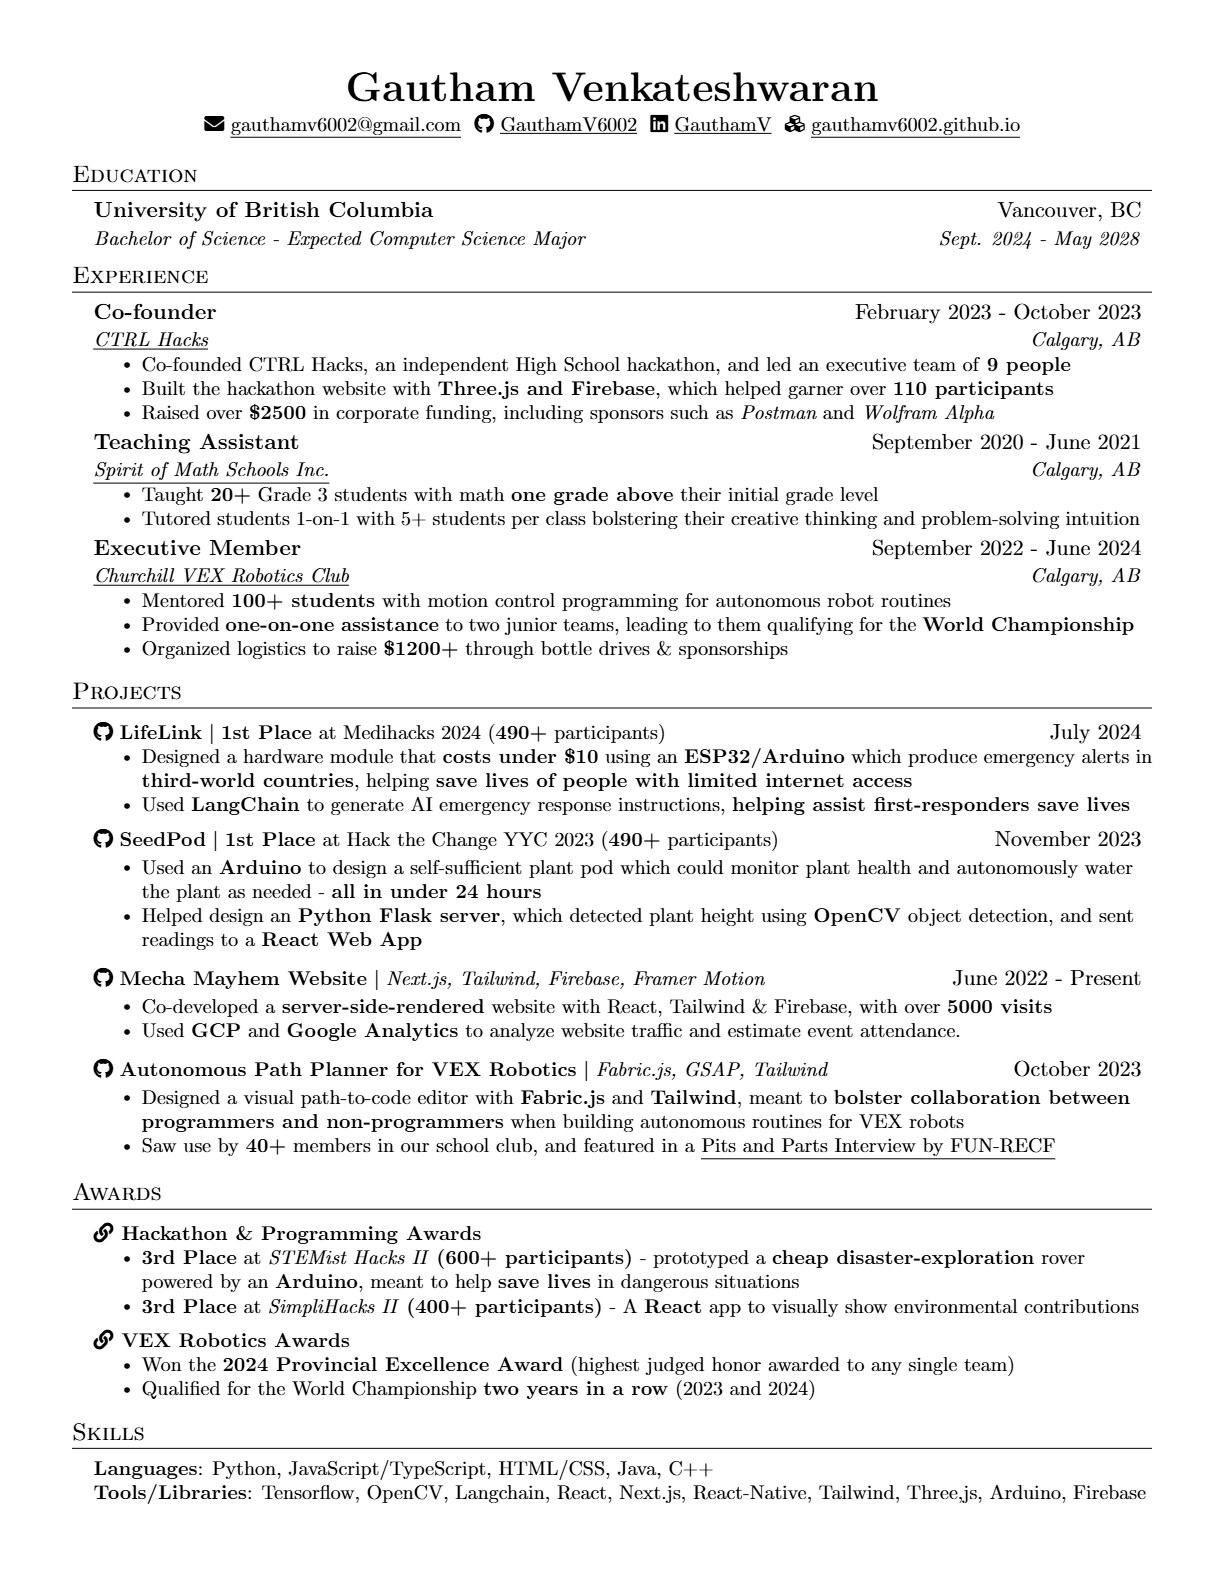 Gautham Venkateshwaran
gauthamv6002@gmail.com GauthamV6002 GauthamV gauthamv6002.github.io
Education
University of British Columbia Vancouver, BC
Bachelor of Science - Expected Computer Science Major Sept. 2024 - May 2028
Experience
Co-founder February 2023 - October 2023
CTRL Hacks Calgary, AB
• Co-founded CTRL Hacks, an independent High School hackathon, and led an executive team of 9 people
• Built the hackathon website with Three.js and Firebase, which helped garner over 110 participants
• Raised over $2500 in corporate funding, including sponsors such as Postman and Wolfram Alpha
Teaching Assistant September 2020 - June 2021
Spirit of Math Schools Inc. Calgary, AB
• Taught 20+ Grade 3 students with math one grade above their initial grade level
• Tutored students 1-on-1 with 5+ students per class bolstering their creative thinking and problem-solving intuition
Executive Member September 2022 - June 2024
Churchill VEX Robotics Club Calgary, AB
• Mentored 100+ students with motion control programming for autonomous robot routines
• Provided one-on-one assistance to two junior teams, leading to them qualifying for the World Championship
• Organized logistics to raise $1200+ through bottle drives & sponsorships
Projects
LifeLink | 1st Place at Medihacks 2024 (490+ participants) July 2024
• Designed a hardware module that costs under $10 using an ESP32/Arduino which produce emergency alerts in
third-world countries, helping save lives of people with limited internet access
• Used LangChain to generate AI emergency response instructions, helping assist first-responders save lives
SeedPod | 1st Place at Hack the Change YYC 2023 (490+ participants) November 2023
• Used an Arduino to design a self-sufficient plant pod which could monitor plant health and autonomously water
the plant as needed - all in under 24 hours
• Helped design an Python Flask server, which detected plant height using OpenCV object detection, and sent
readings to a React Web App
Mecha Mayhem Website | Next.js, Tailwind, Firebase, Framer Motion June 2022 - Present
• Co-developed a server-side-rendered website with React, Tailwind & Firebase, with over 5000 visits
• Used GCP and Google Analytics to analyze website traffic and estimate event attendance.
Autonomous Path Planner for VEX Robotics | Fabric.js, GSAP, Tailwind October 2023
• Designed a visual path-to-code editor with Fabric.js and Tailwind, meant to bolster collaboration between
programmers and non-programmers when building autonomous routines for VEX robots
• Saw use by 40+ members in our school club, and featured in a Pits and Parts Interview by FUN-RECF
Awards
Hackathon & Programming Awards
• 3rd Place at STEMist Hacks II (600+ participants) - prototyped a cheap disaster-exploration rover
powered by an Arduino, meant to help save lives in dangerous situations
• 3rd Place at SimpliHacks II (400+ participants) - A React app to visually show environmental contributions
VEX Robotics Awards
• Won the 2024 Provincial Excellence Award (highest judged honor awarded to any single team)
• Qualified for the World Championship two years in a row (2023 and 2024)
Skills
Languages: Python, JavaScript/TypeScript, HTML/CSS, Java, C++
Tools/Libraries: Tensorflow, OpenCV, Langchain, React, Next.js, React-Native, Tailwind, Three,js, Arduino, Firebase